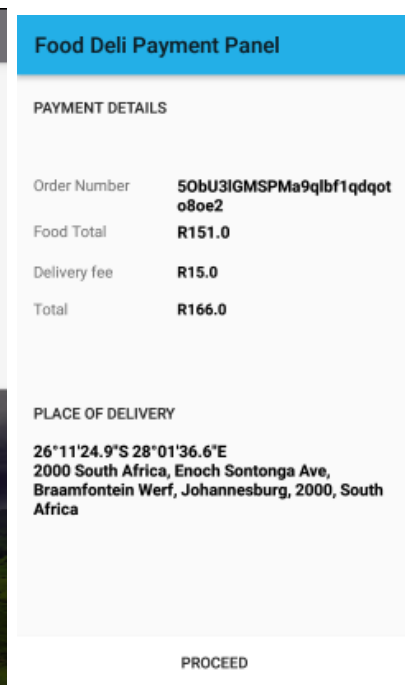 Food Deli Payment Panel
PAYMENT DETAILS
Order Number 5ObU3lGMSPMa9qlbf1qdqot
o8oe2
Food Total R151.0
Delivery fee R15.0
Total R166.0
PLACE OF DELIVERY
26°11'24.9"S 28°01'36.6"E
2000 South Africa, Enoch Sontonga Ave,
Braamfontein Werf, Johannesburg, 2000, South
Africa
PROCEED